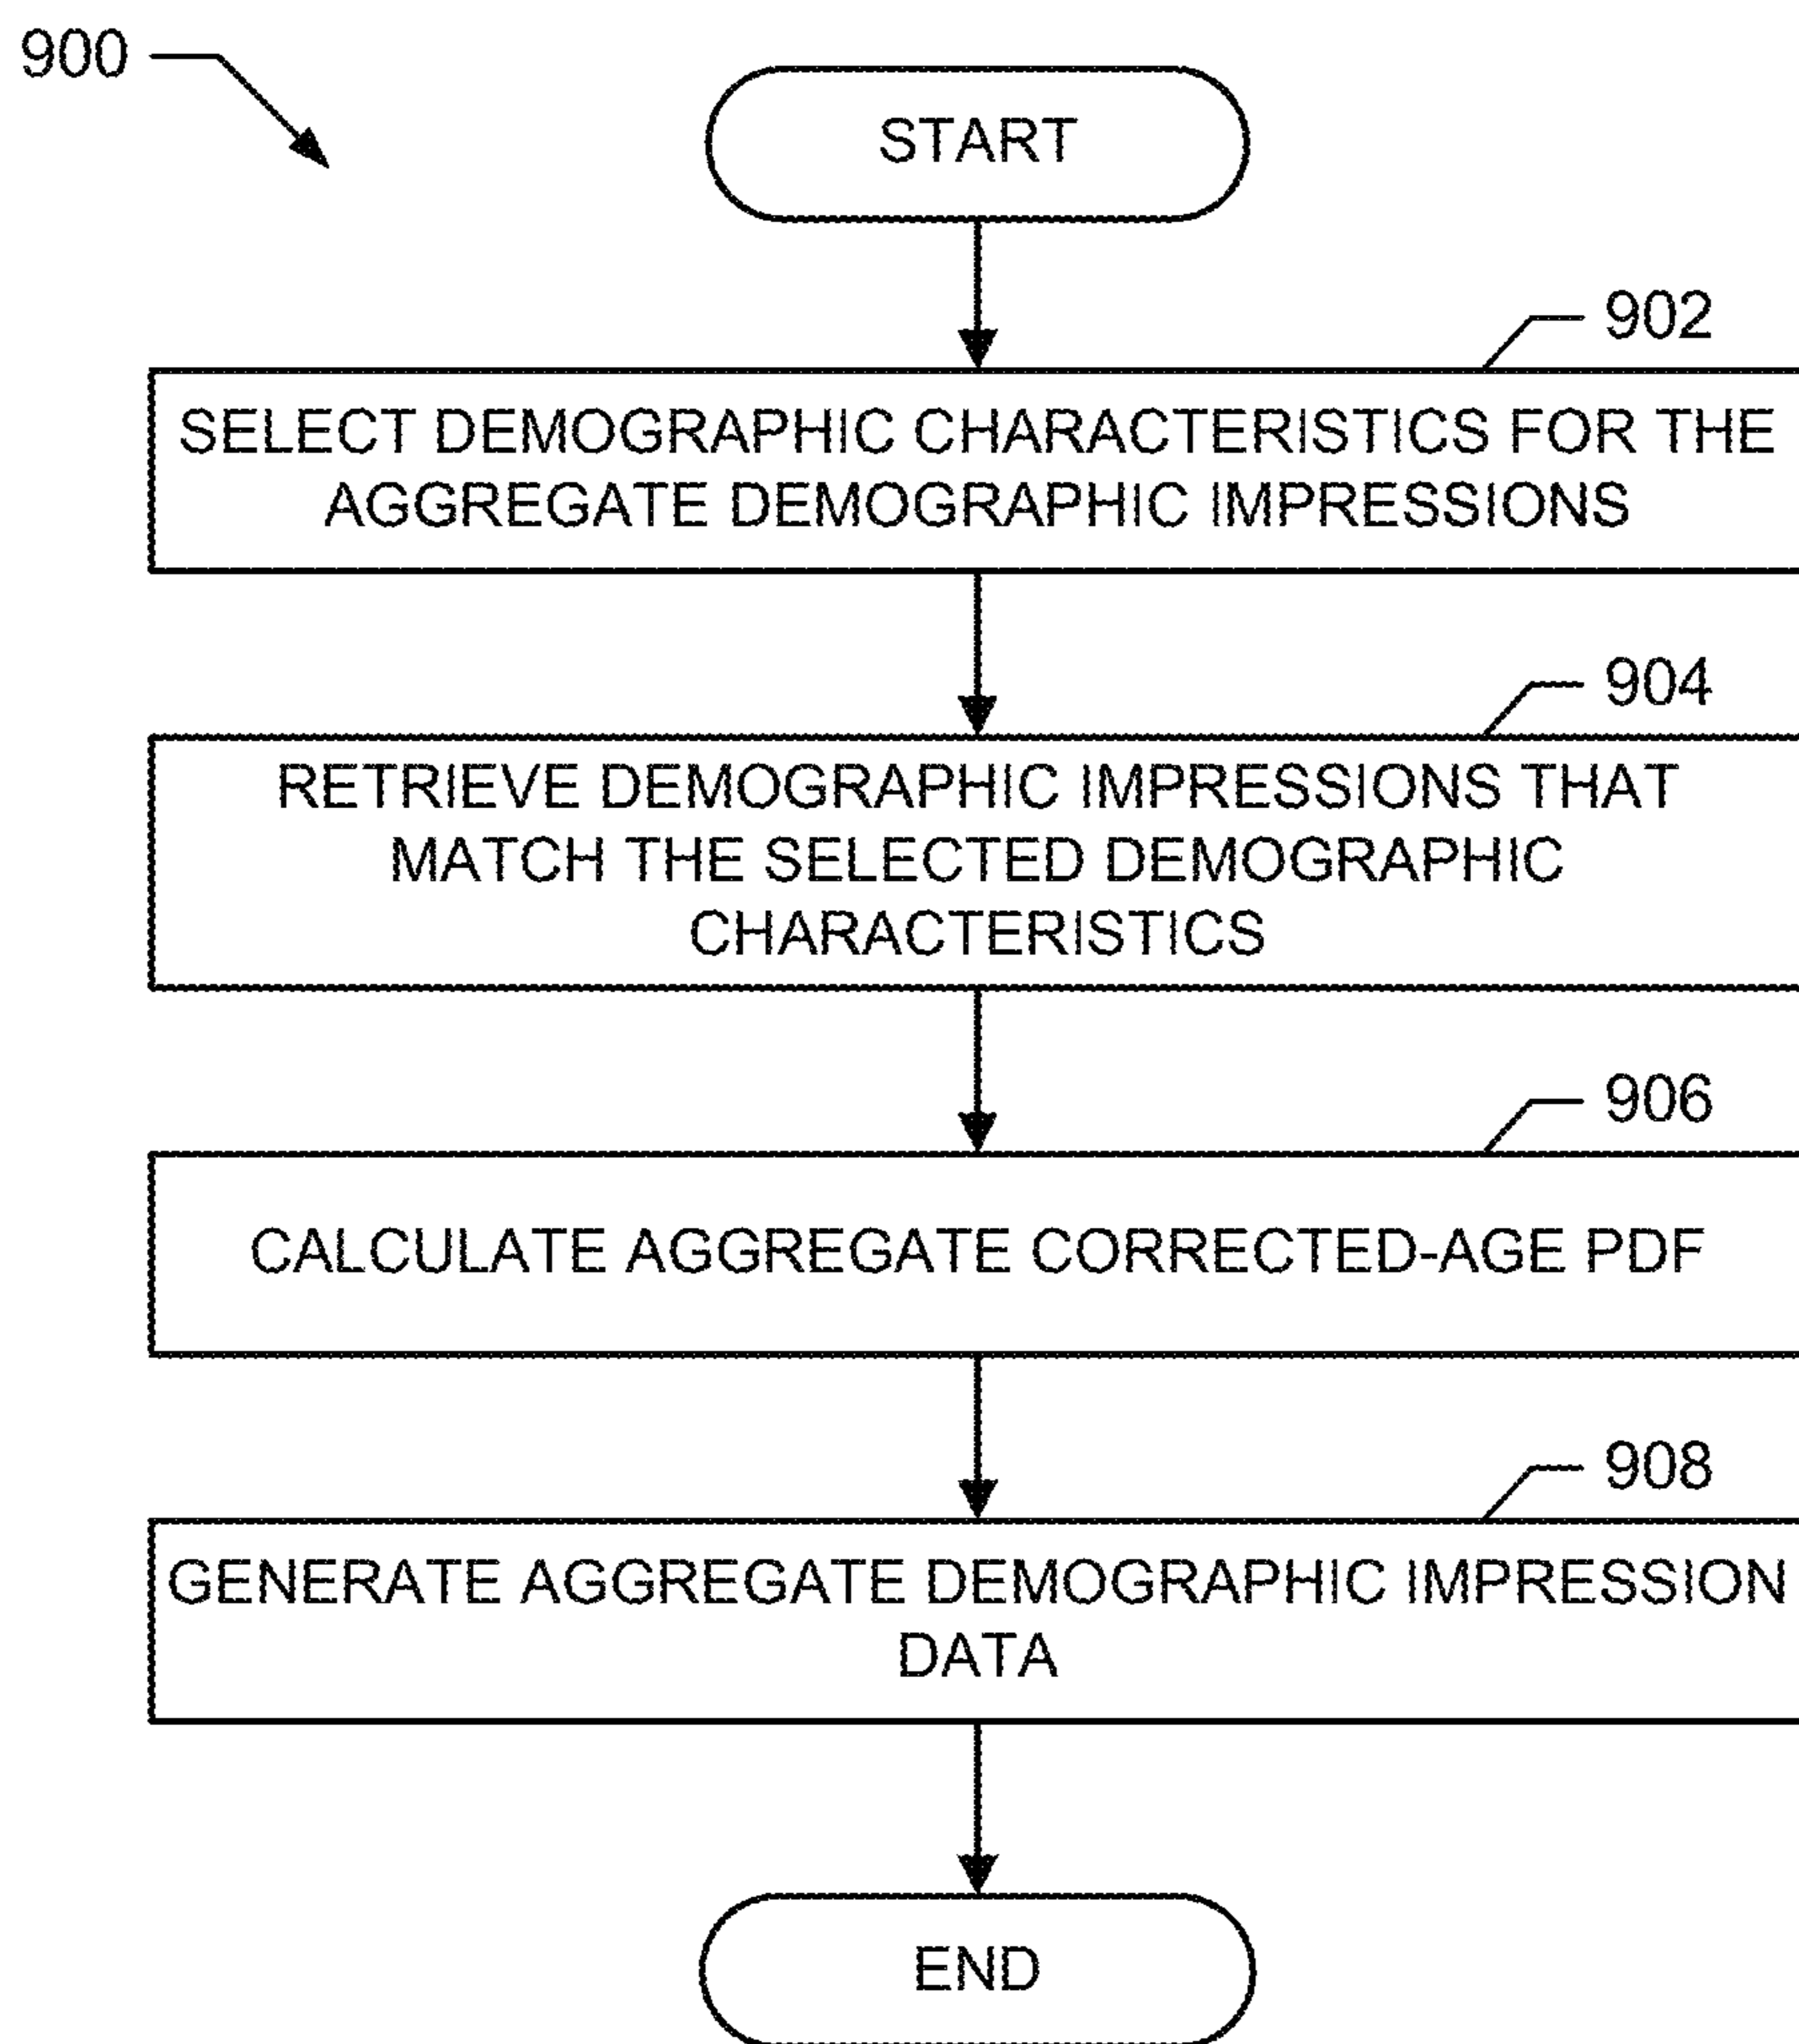 900
START
902
SELECT DEMOGRAPHIC CHARACTERISTICS FOR THE
AGGREGATE DEMOGRAPHIC IMPRESSIONS
904
RETRIEVE DEMOGRAPHIC IMPRESSIONS THAT
MATCH THE SELECTED DEMOGRAPHIC
CHARACTERISTICS
906
CALCULATE AGGREGATE CORRECTED-AGE PDF
908
GENERATE AGGREGATE DEMOGRAPHIC IMPRESSION
DATA
END